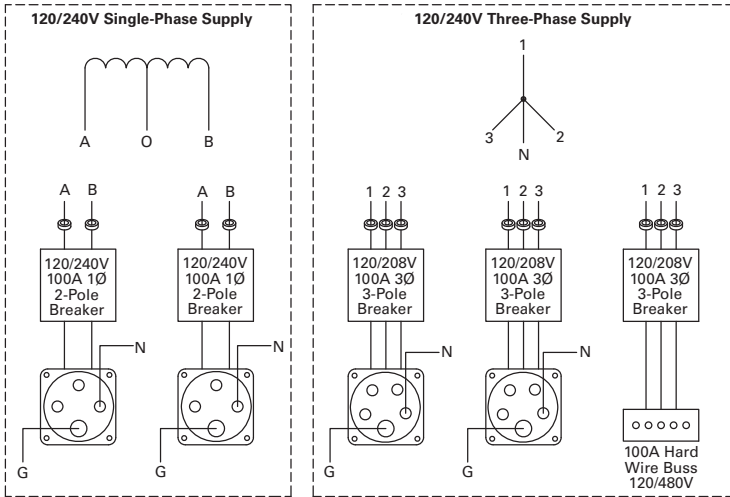 120/240V Single-Phase Supply
A O B
A B
120/240V
100A 1Ø
2-Pole
Breaker
N
G
A B
120/240V
100A 1Ø
2-Pole
Breaker
N
G
120/240V Three-Phase Supply
1
3 2
N
1 2 3
120/208V
100A 3Ø
3-Pole
Breaker
N
G
1 2 3
120/208V
100A 3Ø
3-Pole
Breaker
N
G
1 2 3
120/208V
100A 3Ø
3-Pole
Breaker
100A Hard
Wire Buss
120/480V